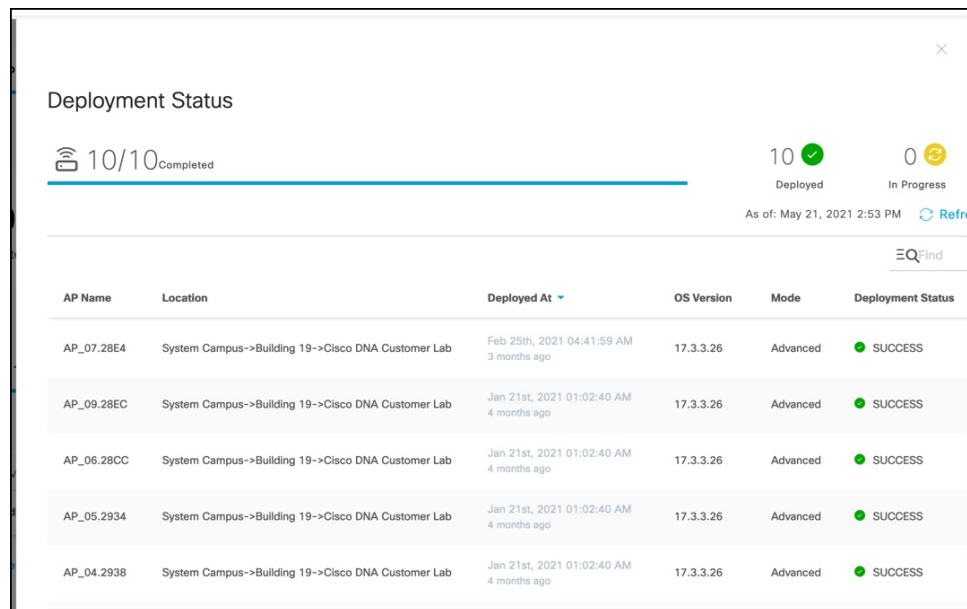 Deployment Status
10/10 Completed
10
Deployed
0
In Progress
As of: May 21, 2021 2:53 PM Refre
Find
AP Name Location Deployed At OS Version Mode Deployment Status
AP_07.28E4 System Campus->Building 19->Cisco DNA Customer Lab Feb 25th, 2021 04:41:59 AM 17.3.3.26 Advanced SUCCESS
3 months ago
AP_09.28EC System Campus->Building 19->Cisco DNA Customer Lab Jan 21st, 2021 01:02:40 AM 17.3.3.26 Advanced SUCCESS
4 months ago
AP_06.28CC System Campus->Building 19->Cisco DNA Customer Lab Jan 21st, 2021 01:02:40 AM 17.3.3.26 Advanced SUCCESS
4 months ago
AP_05.2934 System Campus->Building 19->Cisco DNA Customer Lab Jan 21st, 2021 01:02:40 AM 17.3.3.26 Advanced SUCCESS
4 months ago
AP_04.2938 System Campus->Building 19->Cisco DNA Customer Lab Jan 21st, 2021 01:02:40 AM 17.3.3.26 Advanced SUCCESS
4 months ago